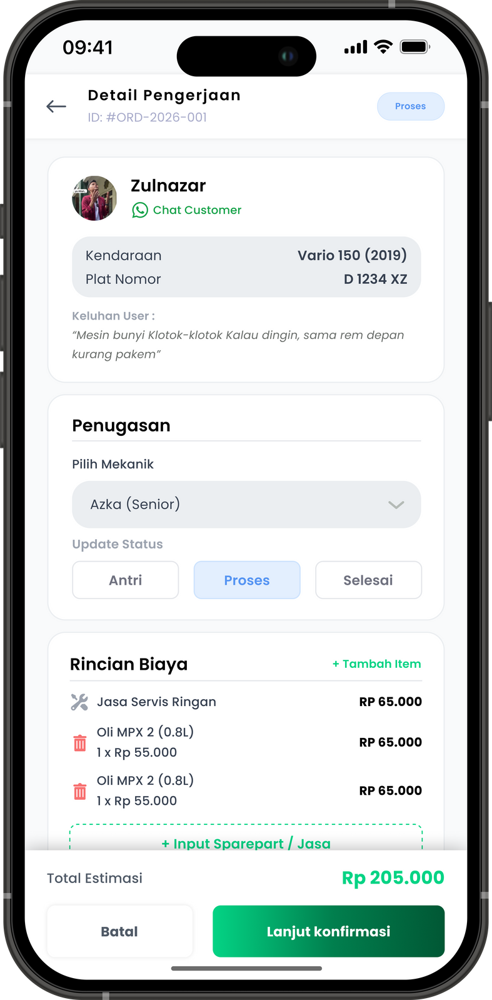 09:41
Detail Pengerjaan
ID: #ORD-2026-001
Proses
Zulnazar
ya Allah..
Chat Customer
Kendaraan Vario 150 (2019)
Plat Nomor D 1234 XZ
Keluhan User :
“Mesin bunyi Klotok-klotok Kalau dingin, sama rem depan
kurang pakem”
Penugasan
Pilih Mekanik
Azka (Senior)
Update Status
Antri Proses Selesai
Rincian Biaya + Tambah Item
Jasa Servis Ringan RP 65.000
Oli MPX 2 (0.8L)
1 x Rp 55.000 RP 65.000
Oli MPX 2 (0.8L)
1 x Rp 55.000 RP 65.000
+ Input Sparepart / Jasa
Total Estimasi Rp 205.000
Batal Lanjut konfirmasi